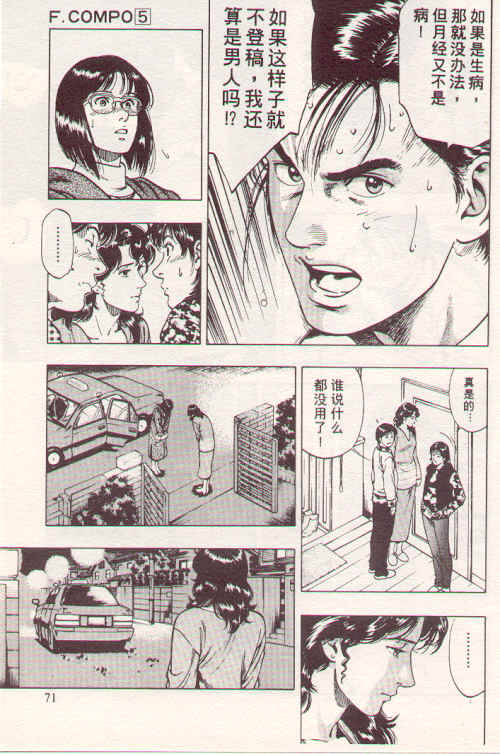 F.COMPO 5
如果是生病，
那就没办法，
但月经又不是
病！
如果这样子就
不登稿，我还
算是男人吗!?
………
真是的…
谁说什么
都没用了！
………
71